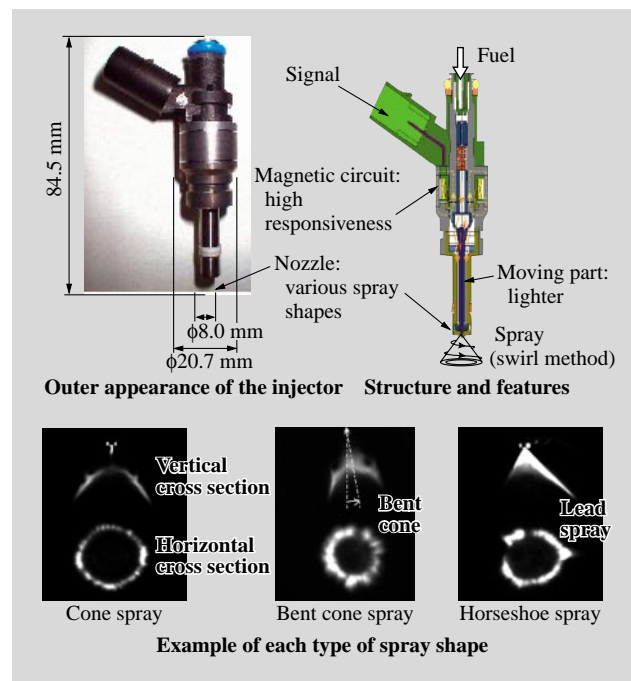 Fuel
Signal
84.5 mm
Magnetic circuit:
high
responsiveness
Nozzle:
various spray
shapes
Moving part:
lighter
ϕ8.0 mm
ϕ20.7 mm
Spray
(swirl method)
Outer appearance of the injector
Structure and features
Vertical
cross section
Horizontal
cross section
Bent
cone
Lead
spray
Cone spray
Bent cone spray
Horseshoe spray
Example of each type of spray shape